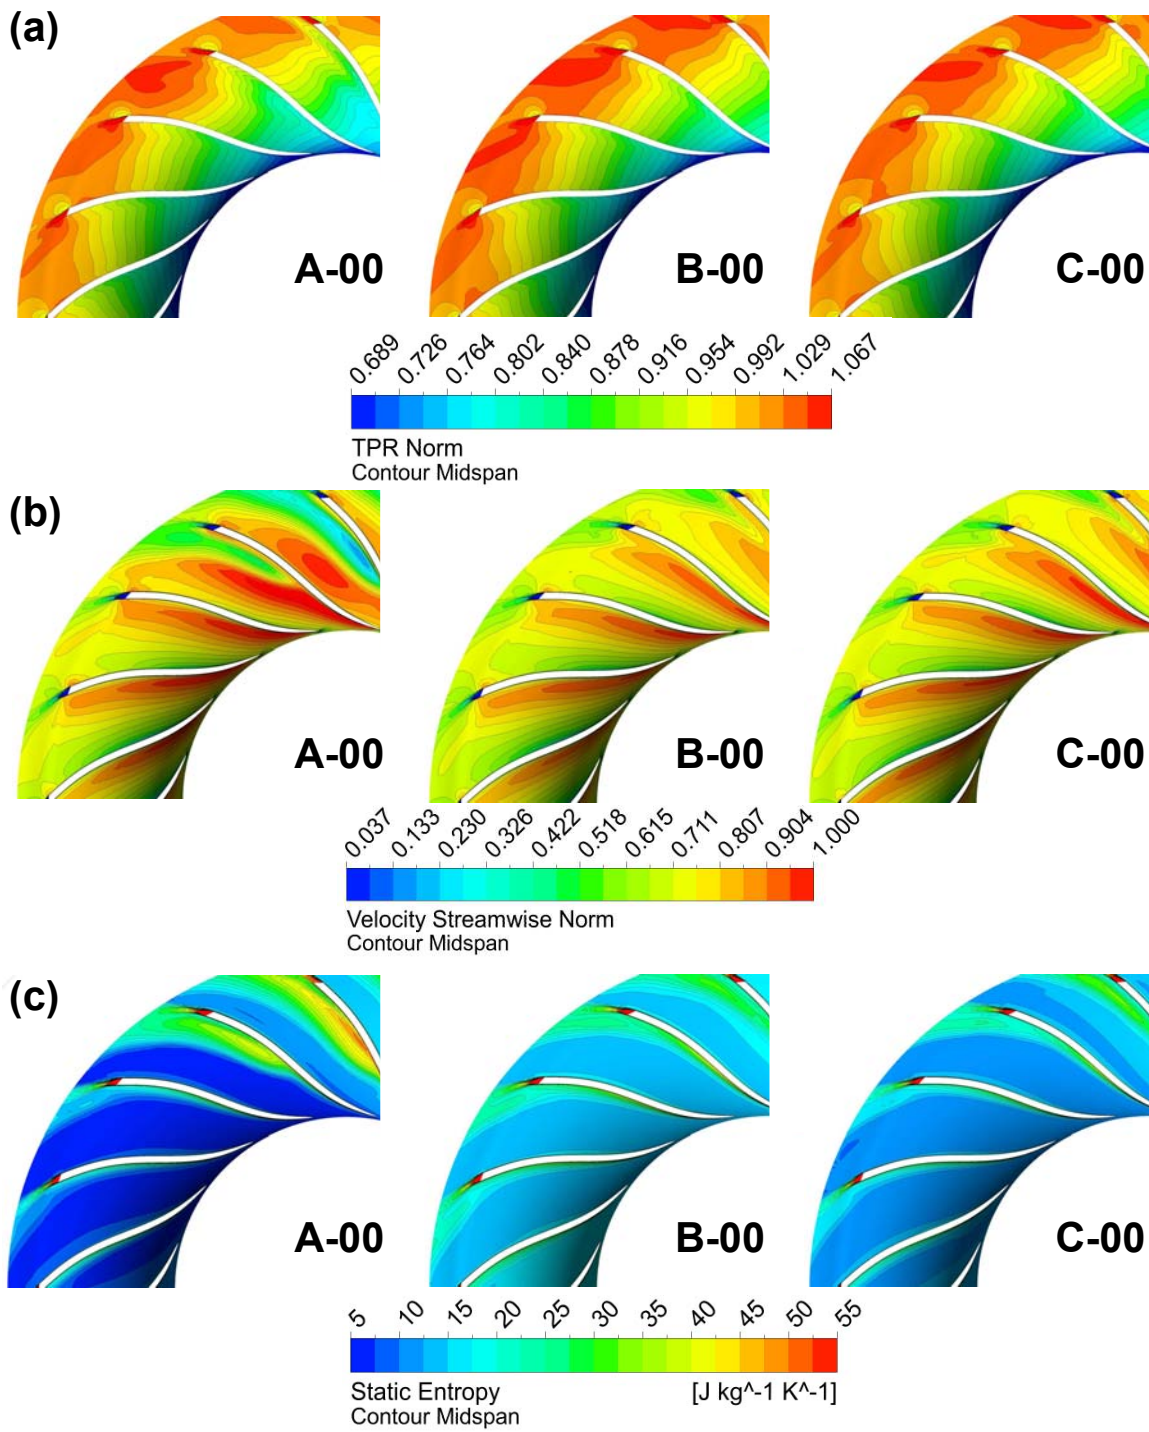 (a)
A-00 B-00 C-00
0.689 0.726 0.764 0.802 0.840 0.878 0.916 0.954 0.992 1.029 1.067
TPR Norm
Contour Midspan
(b)
A-00 B-00 C-00
0.037 0.133 0.230 0.326 0.422 0.518 0.615 0.711 0.807 0.904 1.000
Velocity Streamwise Norm
Contour Midspan
(c)
A-00 B-00 C-00
5 10 15 20 25 30 35 40 45 50 55
Static Entropy [J kg^-1 K^-1]
Contour Midspan